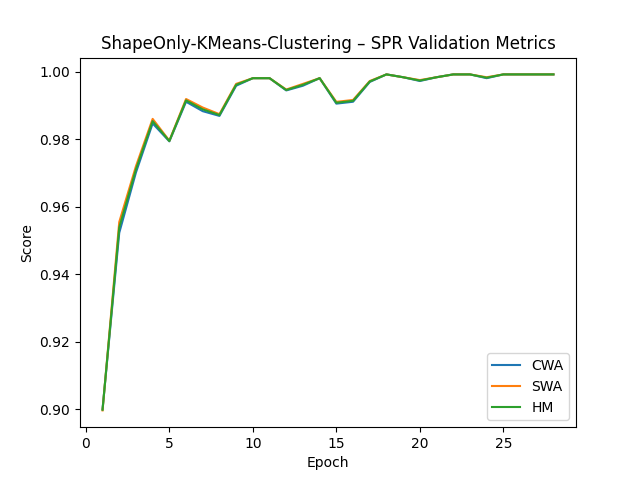 ShapeOnly-KMeans-Clustering – SPR Validation Metrics
1.00
0.98
0.96
0.94
0.92
0.90
Score
0
5
10
15
20
25
Epoch
CWA
SWA
HM